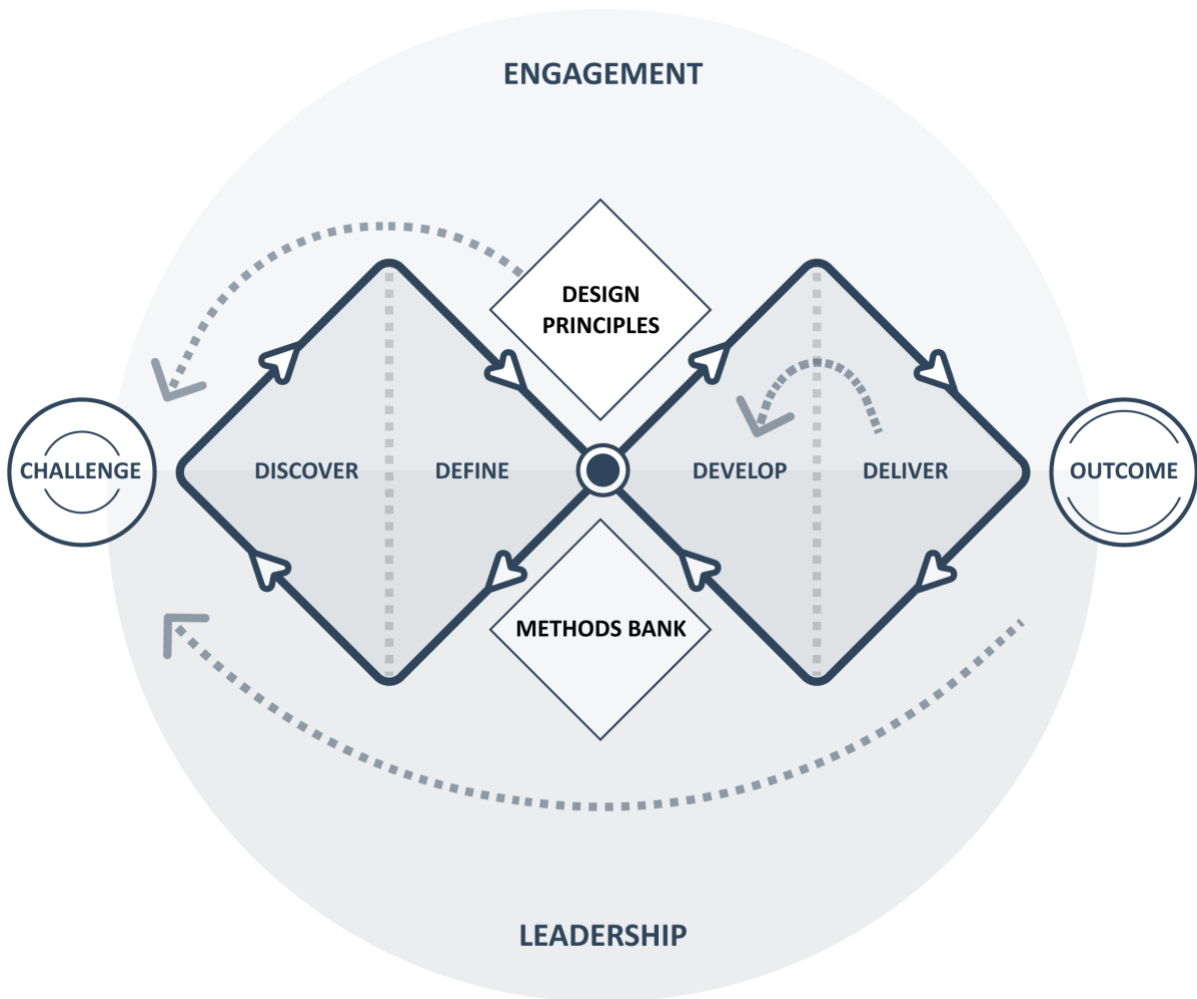 ENGAGEMENT
DESIGN
PRINCIPLES
CHALLENGE
DISCOVER
DEFINE
DEVELOP
DELIVER
OUTCOME
METHODS BANK
LEADERSHIP